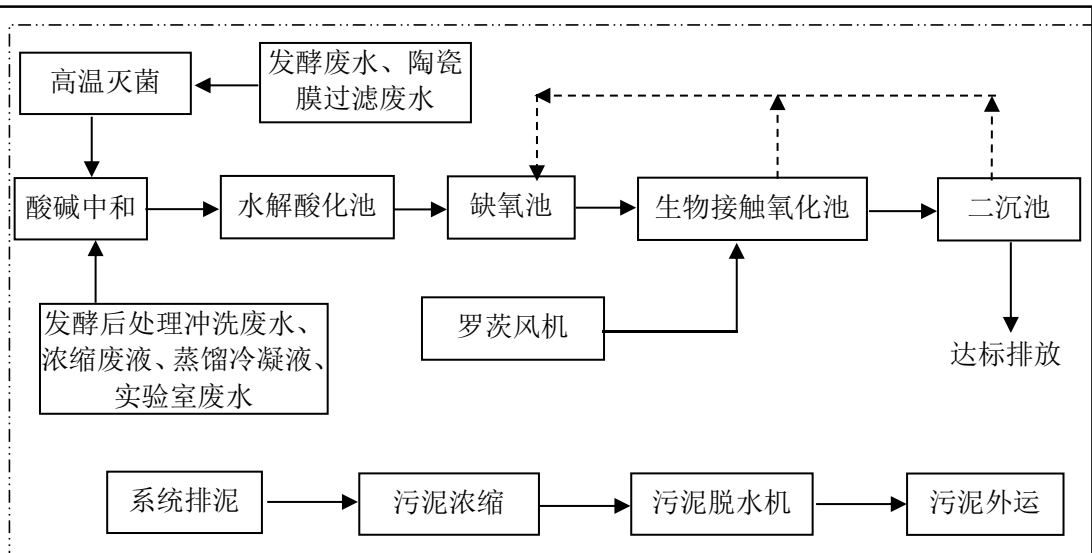 高温灭菌
发酵废水、陶瓷
膜过滤废水
酸碱中和
水解酸化池
缺氧池
生物接触氧化池
二沉池
发酵后处理冲洗废水、
浓缩废液、蒸馏冷凝液、
实验室废水
罗茨风机
达标排放
系统排泥
污泥浓缩
污泥脱水机
污泥外运